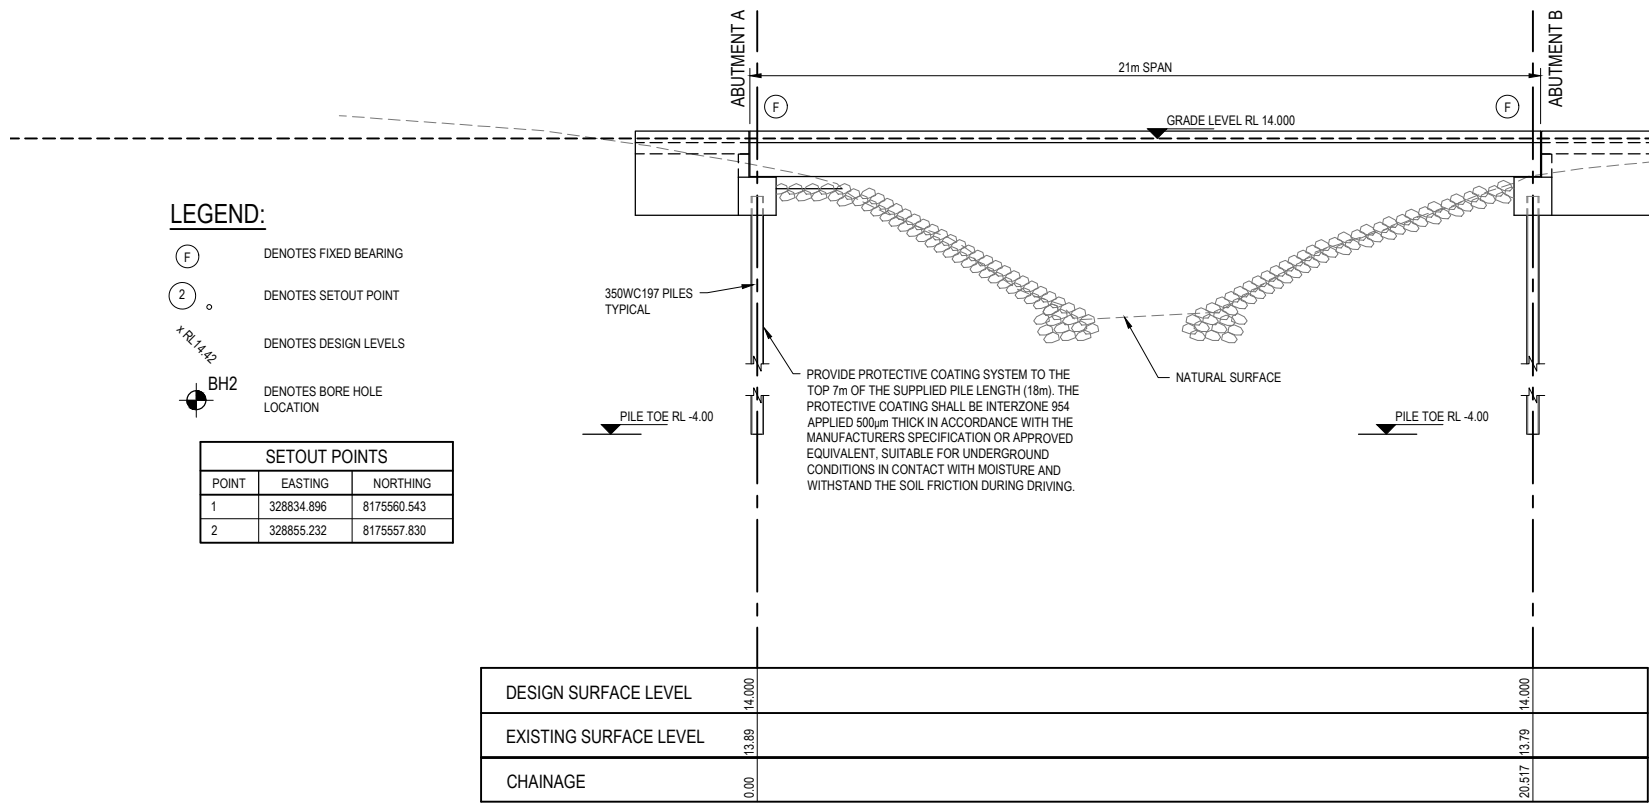 ABUTMENT A
ABUTMENT B
21m SPAN
F
F
GRADE LEVEL RL 14.000
LEGEND:
F DENOTES FIXED BEARING
2 DENOTES SETOUT POINT
x RL14.42 DENOTES DESIGN LEVELS
BH2 DENOTES BORE HOLE
LOCATION
350WC197 PILES
TYPICAL
PROVIDE PROTECTIVE COATING SYSTEM TO THE
TOP 7m OF THE SUPPLIED PILE LENGTH (18m). THE
PROTECTIVE COATING SHALL BE INTERZONE 954
APPLIED 500µm THICK IN ACCORDANCE WITH THE
MANUFACTURERS SPECIFICATION OR APPROVED
EQUIVALENT, SUITABLE FOR UNDERGROUND
CONDITIONS IN CONTACT WITH MOISTURE AND
WITHSTAND THE SOIL FRICTION DURING DRIVING.
NATURAL SURFACE
PILE TOE RL -4.00
PILE TOE RL -4.00
SETOUT POINTS
POINT EASTING NORTHING
1 328834.896 8175560.543
2 328855.232 8175557.830
DESIGN SURFACE LEVEL 14.000 14.000
EXISTING SURFACE LEVEL 13.89 13.79
CHAINAGE 0.00 20.517